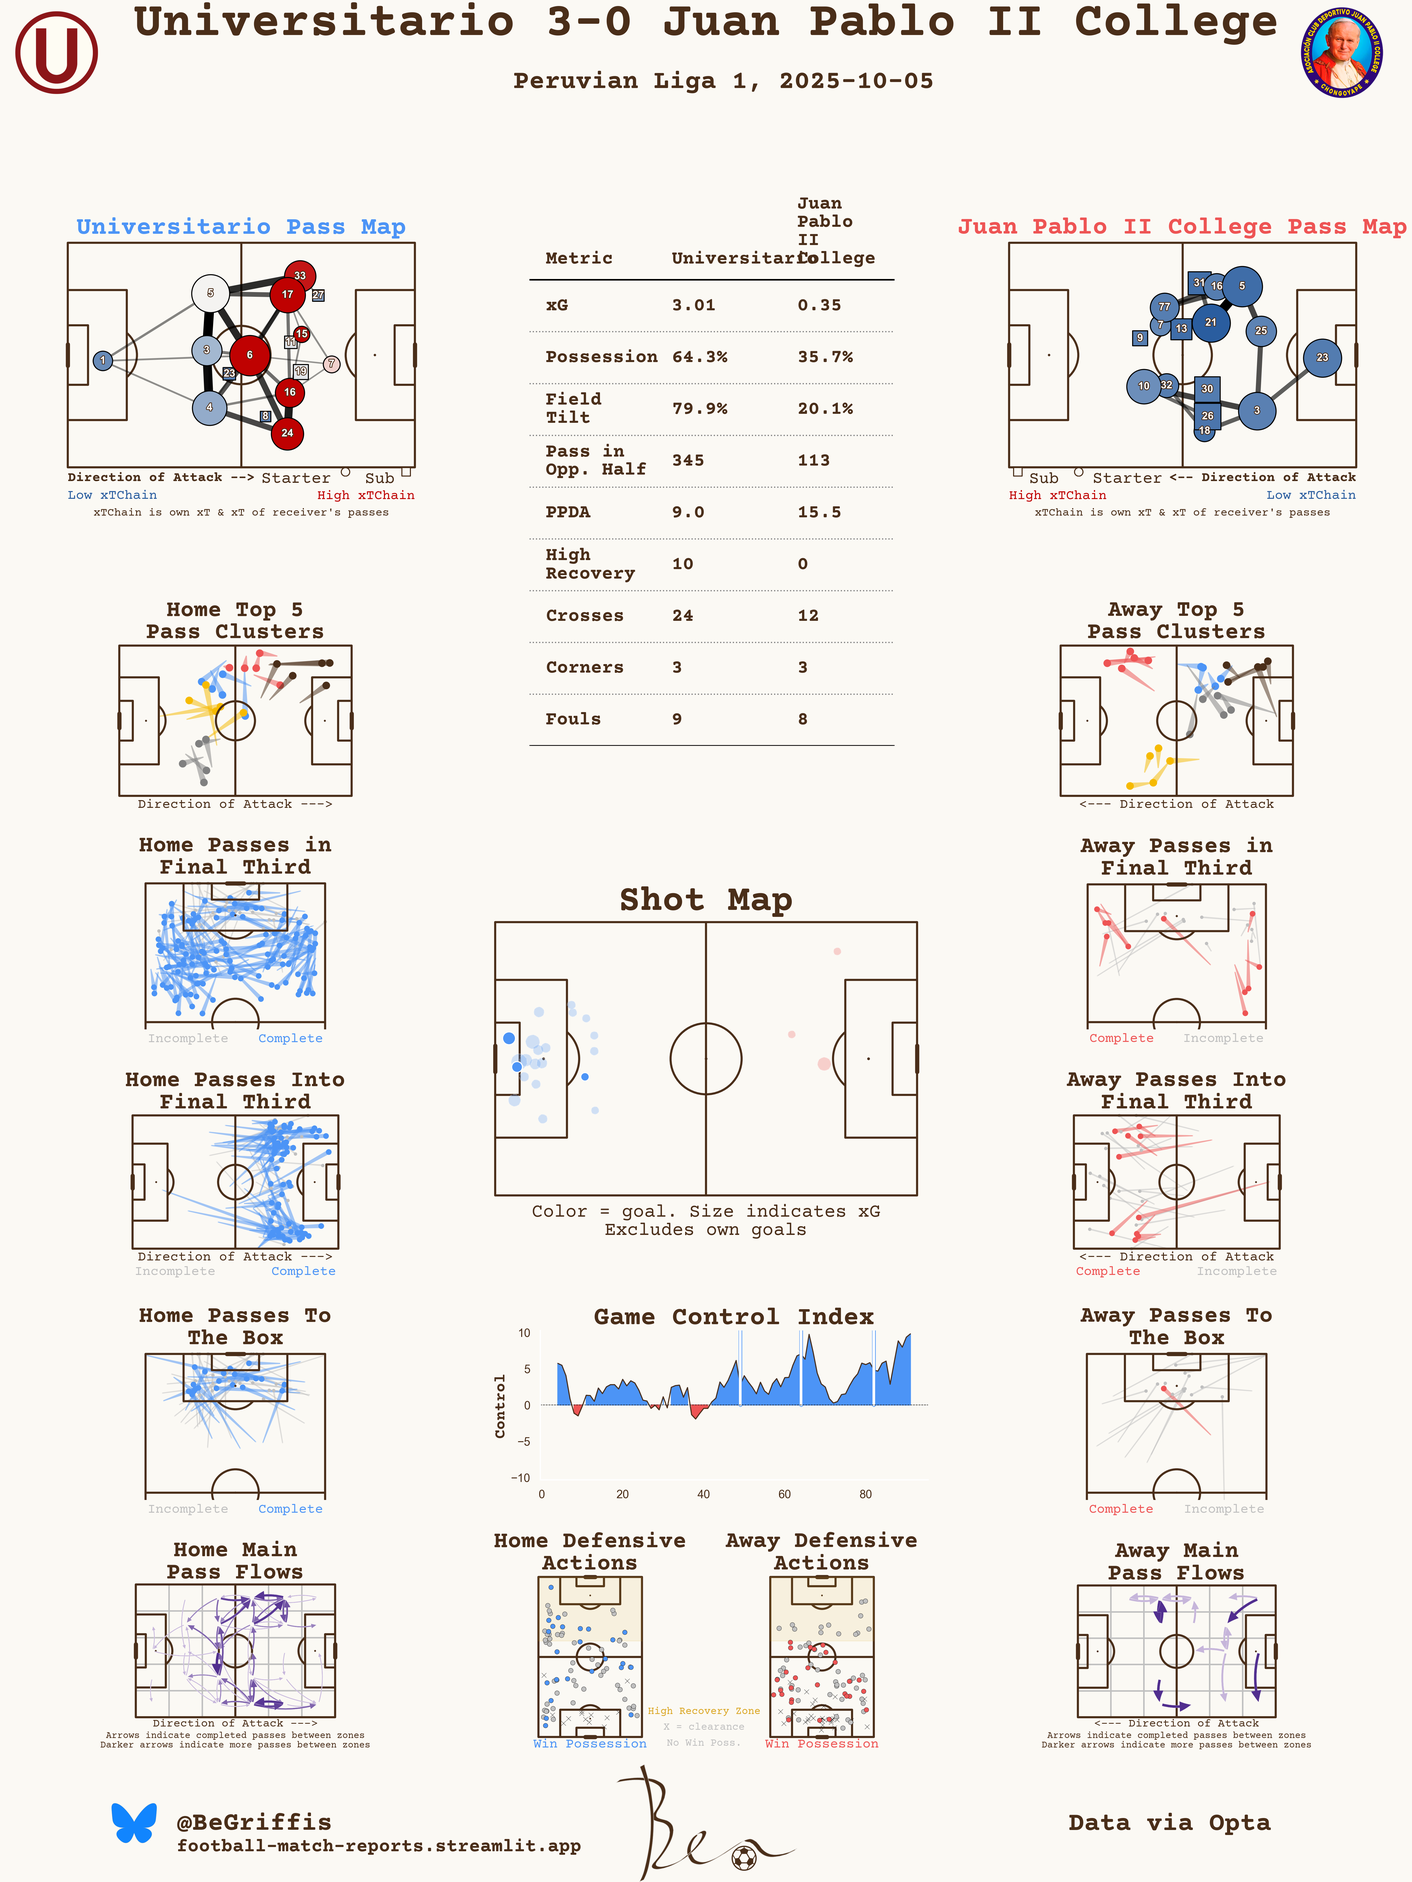 Universitario 3-0 Juan Pablo II College
Peruvian Liga 1, 2025-10-05
U
ASOCIACIÓN CLUB DEPORTIVO JUAN PABLO II COLLEGE
CHONGOYAPE
Universitario Pass Map
33
5
17
27
15
11
3
6
1
7
19
23
16
4
8
24
Direction of Attack --> Starter Sub
Low xTChain High xTChain
xTChain is own xT & xT of receiver's passes
Metric Universitario Juan Pablo II College
xG 3.01 0.35
Possession 64.3% 35.7%
Field Tilt 79.9% 20.1%
Pass in Opp. Half 345 113
PPDA 9.0 15.5
High Recovery 10 0
Crosses 24 12
Corners 3 3
Fouls 9 8
Juan Pablo II College Pass Map
31
16
5
77
7
13
21
25
9
23
10
32
30
26
3
18
Sub Starter <-- Direction of Attack
High xTChain Low xTChain
xTChain is own xT & xT of receiver's passes
Home Top 5
Pass Clusters
Direction of Attack --->
Home Passes in
Final Third
Incomplete Complete
Home Passes Into
Final Third
Direction of Attack --->
Incomplete Complete
Home Passes To
The Box
Incomplete Complete
Home Main
Pass Flows
Direction of Attack --->
Arrows indicate completed passes between zones
Darker arrows indicate more passes between zones
Shot Map
Color = goal. Size indicates xG
Excludes own goals
Game Control Index
Control
10
5
0
−5
−10
0 20 40 60 80
Home Defensive
Actions
Win Possession
Away Defensive
Actions
Win Possession
High Recovery Zone
X = clearance
No Win Poss.
Away Top 5
Pass Clusters
<--- Direction of Attack
Away Passes in
Final Third
Complete Incomplete
Away Passes Into
Final Third
<--- Direction of Attack
Complete Incomplete
Away Passes To
The Box
Complete Incomplete
Away Main
Pass Flows
<--- Direction of Attack
Arrows indicate completed passes between zones
Darker arrows indicate more passes between zones
@BeGriffis
football-match-reports.streamlit.app
Ben
Data via Opta